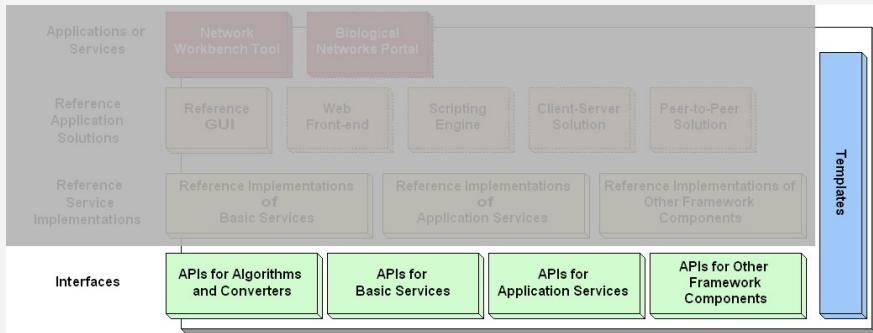 Applications or
Services
Network
Workbench Tool
Biological
Networks Portal
Reference
Application
Solutions
Reference
GUI
Web
Front-end
Scripting
Engine
Client-Server
Solution
Peer-to-Peer
Solution
Reference
Service
Implementations
Reference Implementations
of
Basic Services
Reference Implementations
of
Application Services
Reference Implementations of
Other Framework
Components
Templates
Interfaces
APIs for Algorithms
and Converters
APIs for
Basic Services
APIs for
Application Services
APIs for Other
Framework
Components